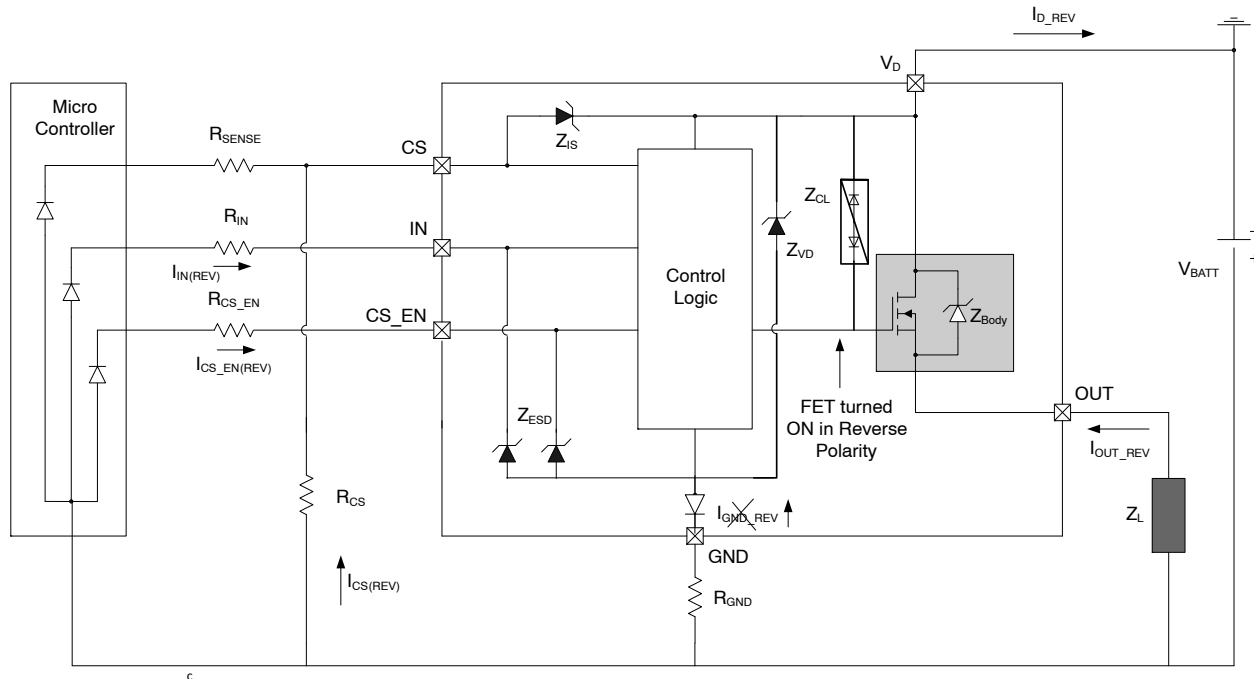 I_D_REV
V_D
Micro
Controller
R_SENSE
CS
Z_IS
R_IN
IN
I_IN(REV)
R_CS_EN
CS_EN
I_CS_EN(REV)
Control
Logic
Z_VD
Z_CL
Z_Body
V_BATT
Z_ESD
FET turned
ON in Reverse
Polarity
OUT
I_OUT_REV
R_CS
I_GND_REV
Z_L
GND
I_CS(REV)
R_GND
c